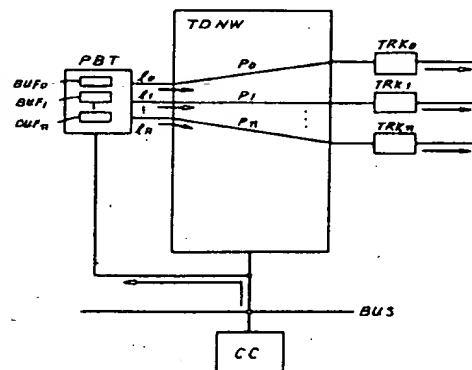 TDNW
PBT
TRK0
BUF0
l0
P0
BUF1
l1
P1
TRK1
BUFn
ln
Pn
TRKn
BUS
CC